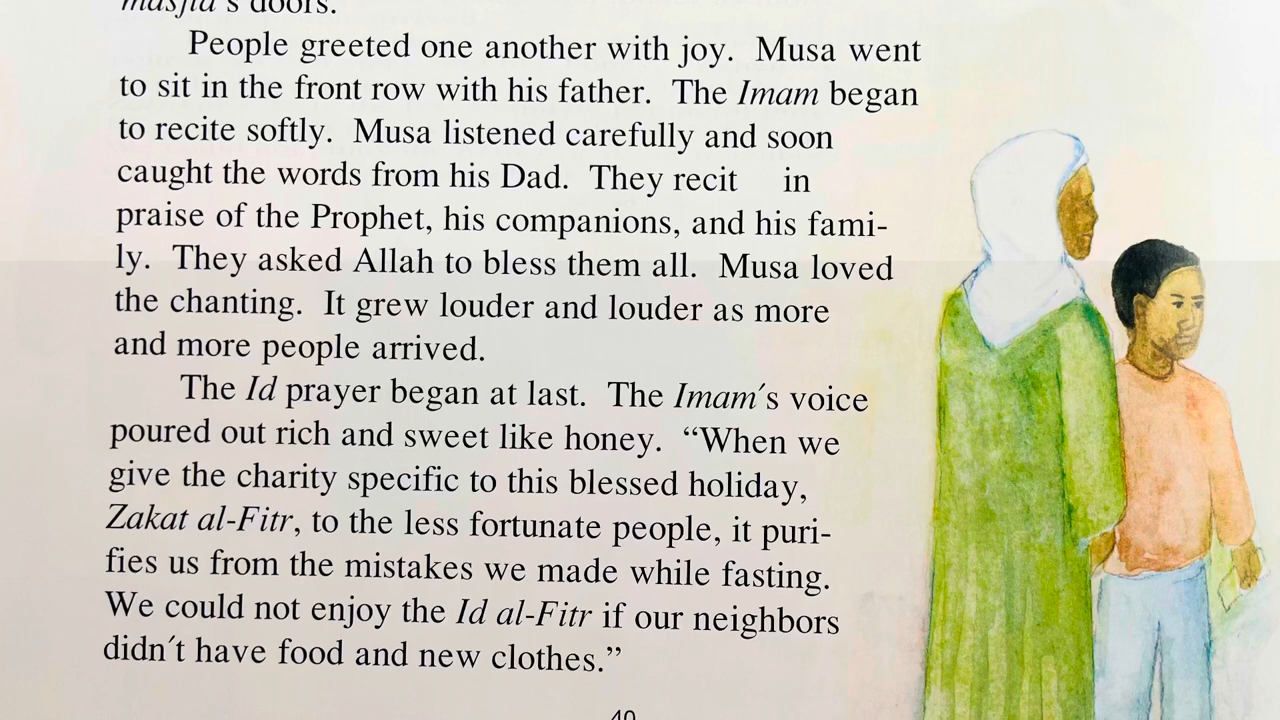 masjid's doors.
People greeted one another with joy. Musa went
to sit in the front row with his father. The Imam began
to recite softly. Musa listened carefully and soon
caught the words from his Dad. They recit in
praise of the Prophet, his companions, and his fami-
ly. They asked Allah to bless them all. Musa loved
the chanting. It grew louder and louder as more
and more people arrived.
The Id prayer began at last. The Imam′s voice
poured out rich and sweet like honey. “When we
give the charity specific to this blessed holiday,
Zakat al-Fitr, to the less fortunate people, it puri-
fies us from the mistakes we made while fasting.
We could not enjoy the Id al-Fitr if our neighbors
didn′t have food and new clothes.”
40